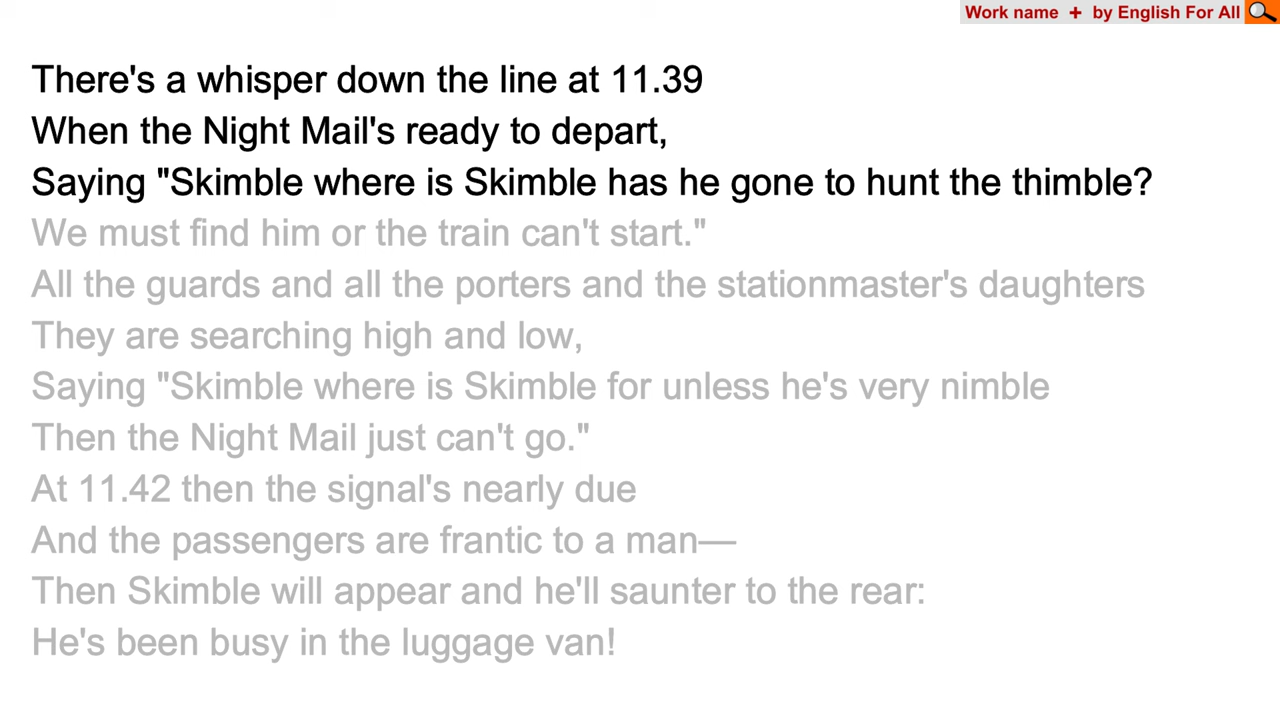 Work name + by English For All
There's a whisper down the line at 11.39
When the Night Mail's ready to depart,
Saying "Skimble where is Skimble has he gone to hunt the thimble?
We must find him or the train can't start."
All the guards and all the porters and the stationmaster's daughters
They are searching high and low,
Saying "Skimble where is Skimble for unless he's very nimble
Then the Night Mail just can't go."
At 11.42 then the signal's nearly due
And the passengers are frantic to a man—
Then Skimble will appear and he'll saunter to the rear:
He's been busy in the luggage van!